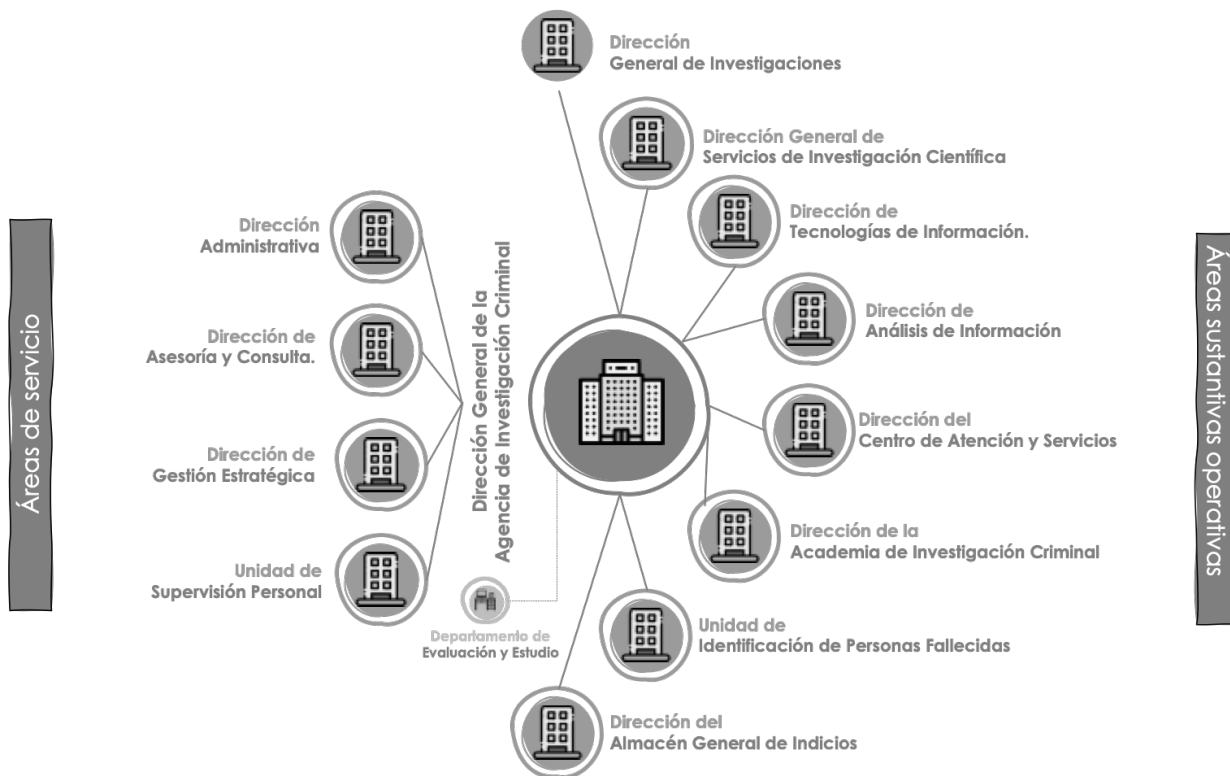 Áreas de servicio
Dirección
Administrativa
Dirección de
Asesoría y Consulta.
Dirección de
Gestión Estratégica
Unidad de
Supervisión Personal
Dirección General de la
Agencia de Investigación Criminal
Departamento de
Evaluación y Estudio
Dirección
General de Investigaciones
Dirección General de
Servicios de Investigación Científica
Dirección de
Tecnologías de Información.
Dirección de
Análisis de Información
Dirección del
Centro de Atención y Servicios
Dirección de la
Academia de Investigación Criminal
Unidad de
Identificación de Personas Fallecidas
Dirección del
Almacén General de Indicios
Áreas sustantivas operativas